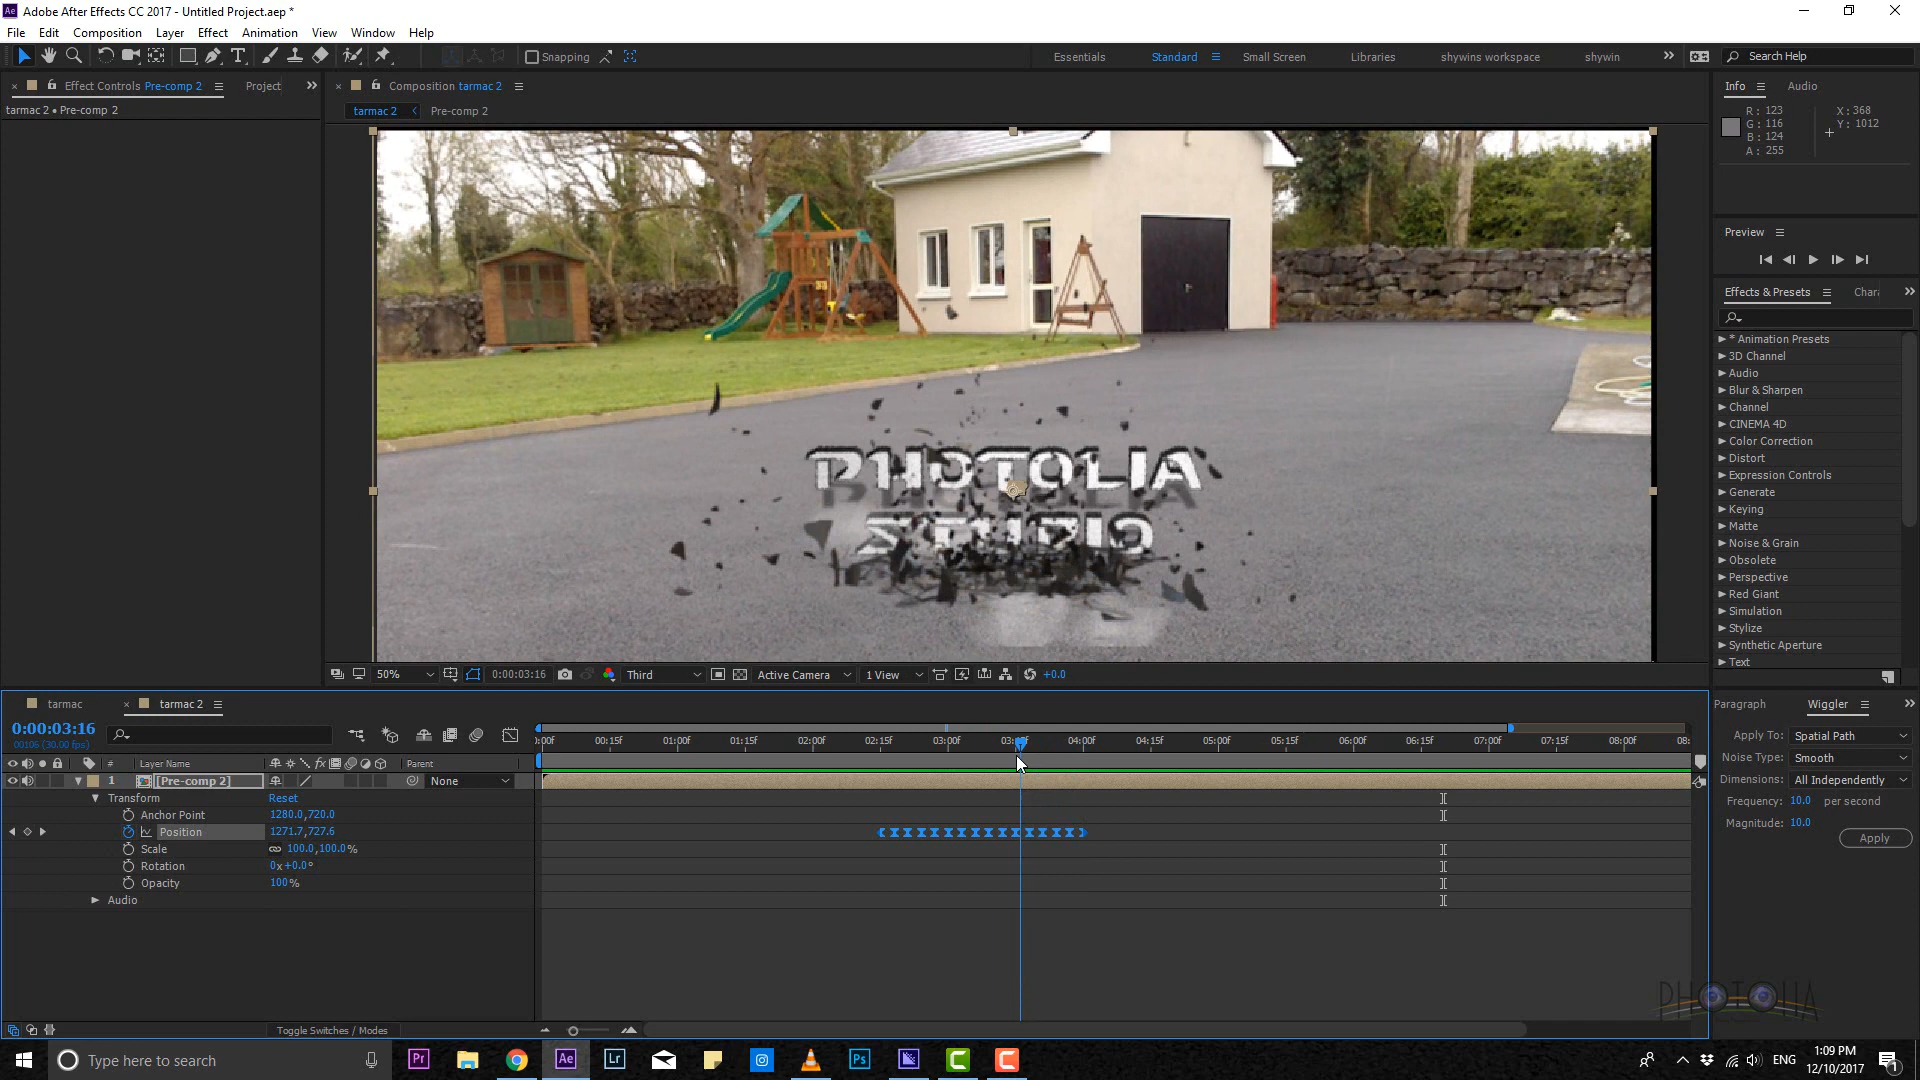 Adobe After Effects CC 2017 - Untitled Project.aep *
File Edit Composition Layer Effect Animation View Window Help
Snapping
Essentials Standard Small Screen Libraries shywins workspace shywin Search Help
Effect Controls Pre-comp 2 Project
tarmac 2 • Pre-comp 2
Composition tarmac 2
tarmac 2 Pre-comp 2
PHOTOLIA
STUDIO
50% 0:00:03:16 Third Active Camera 1 View +0.0
Info Audio
R: 123
G: 116
B: 124
A: 255
X: 368
Y: 1012
Preview
Effects & Presets Chara
* Animation Presets
3D Channel
Audio
Blur & Sharpen
Channel
CINEMA 4D
Color Correction
Distort
Expression Controls
Generate
Keying
Matte
Noise & Grain
Obsolete
Perspective
Red Giant
Simulation
Stylize
Synthetic Aperture
Text
tarmac tarmac 2
0:00:03:16
00106 (30.00 fps)
00f 00:15f 01:00f 01:15f 02:00f 02:15f 03:00f 04:00f 04:15f 05:00f 05:15f 06:00f 06:15f 07:00f 07:15f 08:00f 08:
# Layer Name fx Parent
1 [Pre-comp 2] None
Transform Reset
Anchor Point 1280.0,720.0
Position 1271.7,727.6
Scale 100.0,100.0%
Rotation 0x+0.0°
Opacity 100%
Audio
Toggle Switches / Modes
Paragraph Wiggler
Apply To: Spatial Path
Noise Type: Smooth
Dimensions: All Independently
Frequency: 10.0 per second
Magnitude: 10.0
Apply
PHOTOLIA
Type here to search
Pr Ae Lr Ps
ENG
1:09 PM
12/10/2017
1